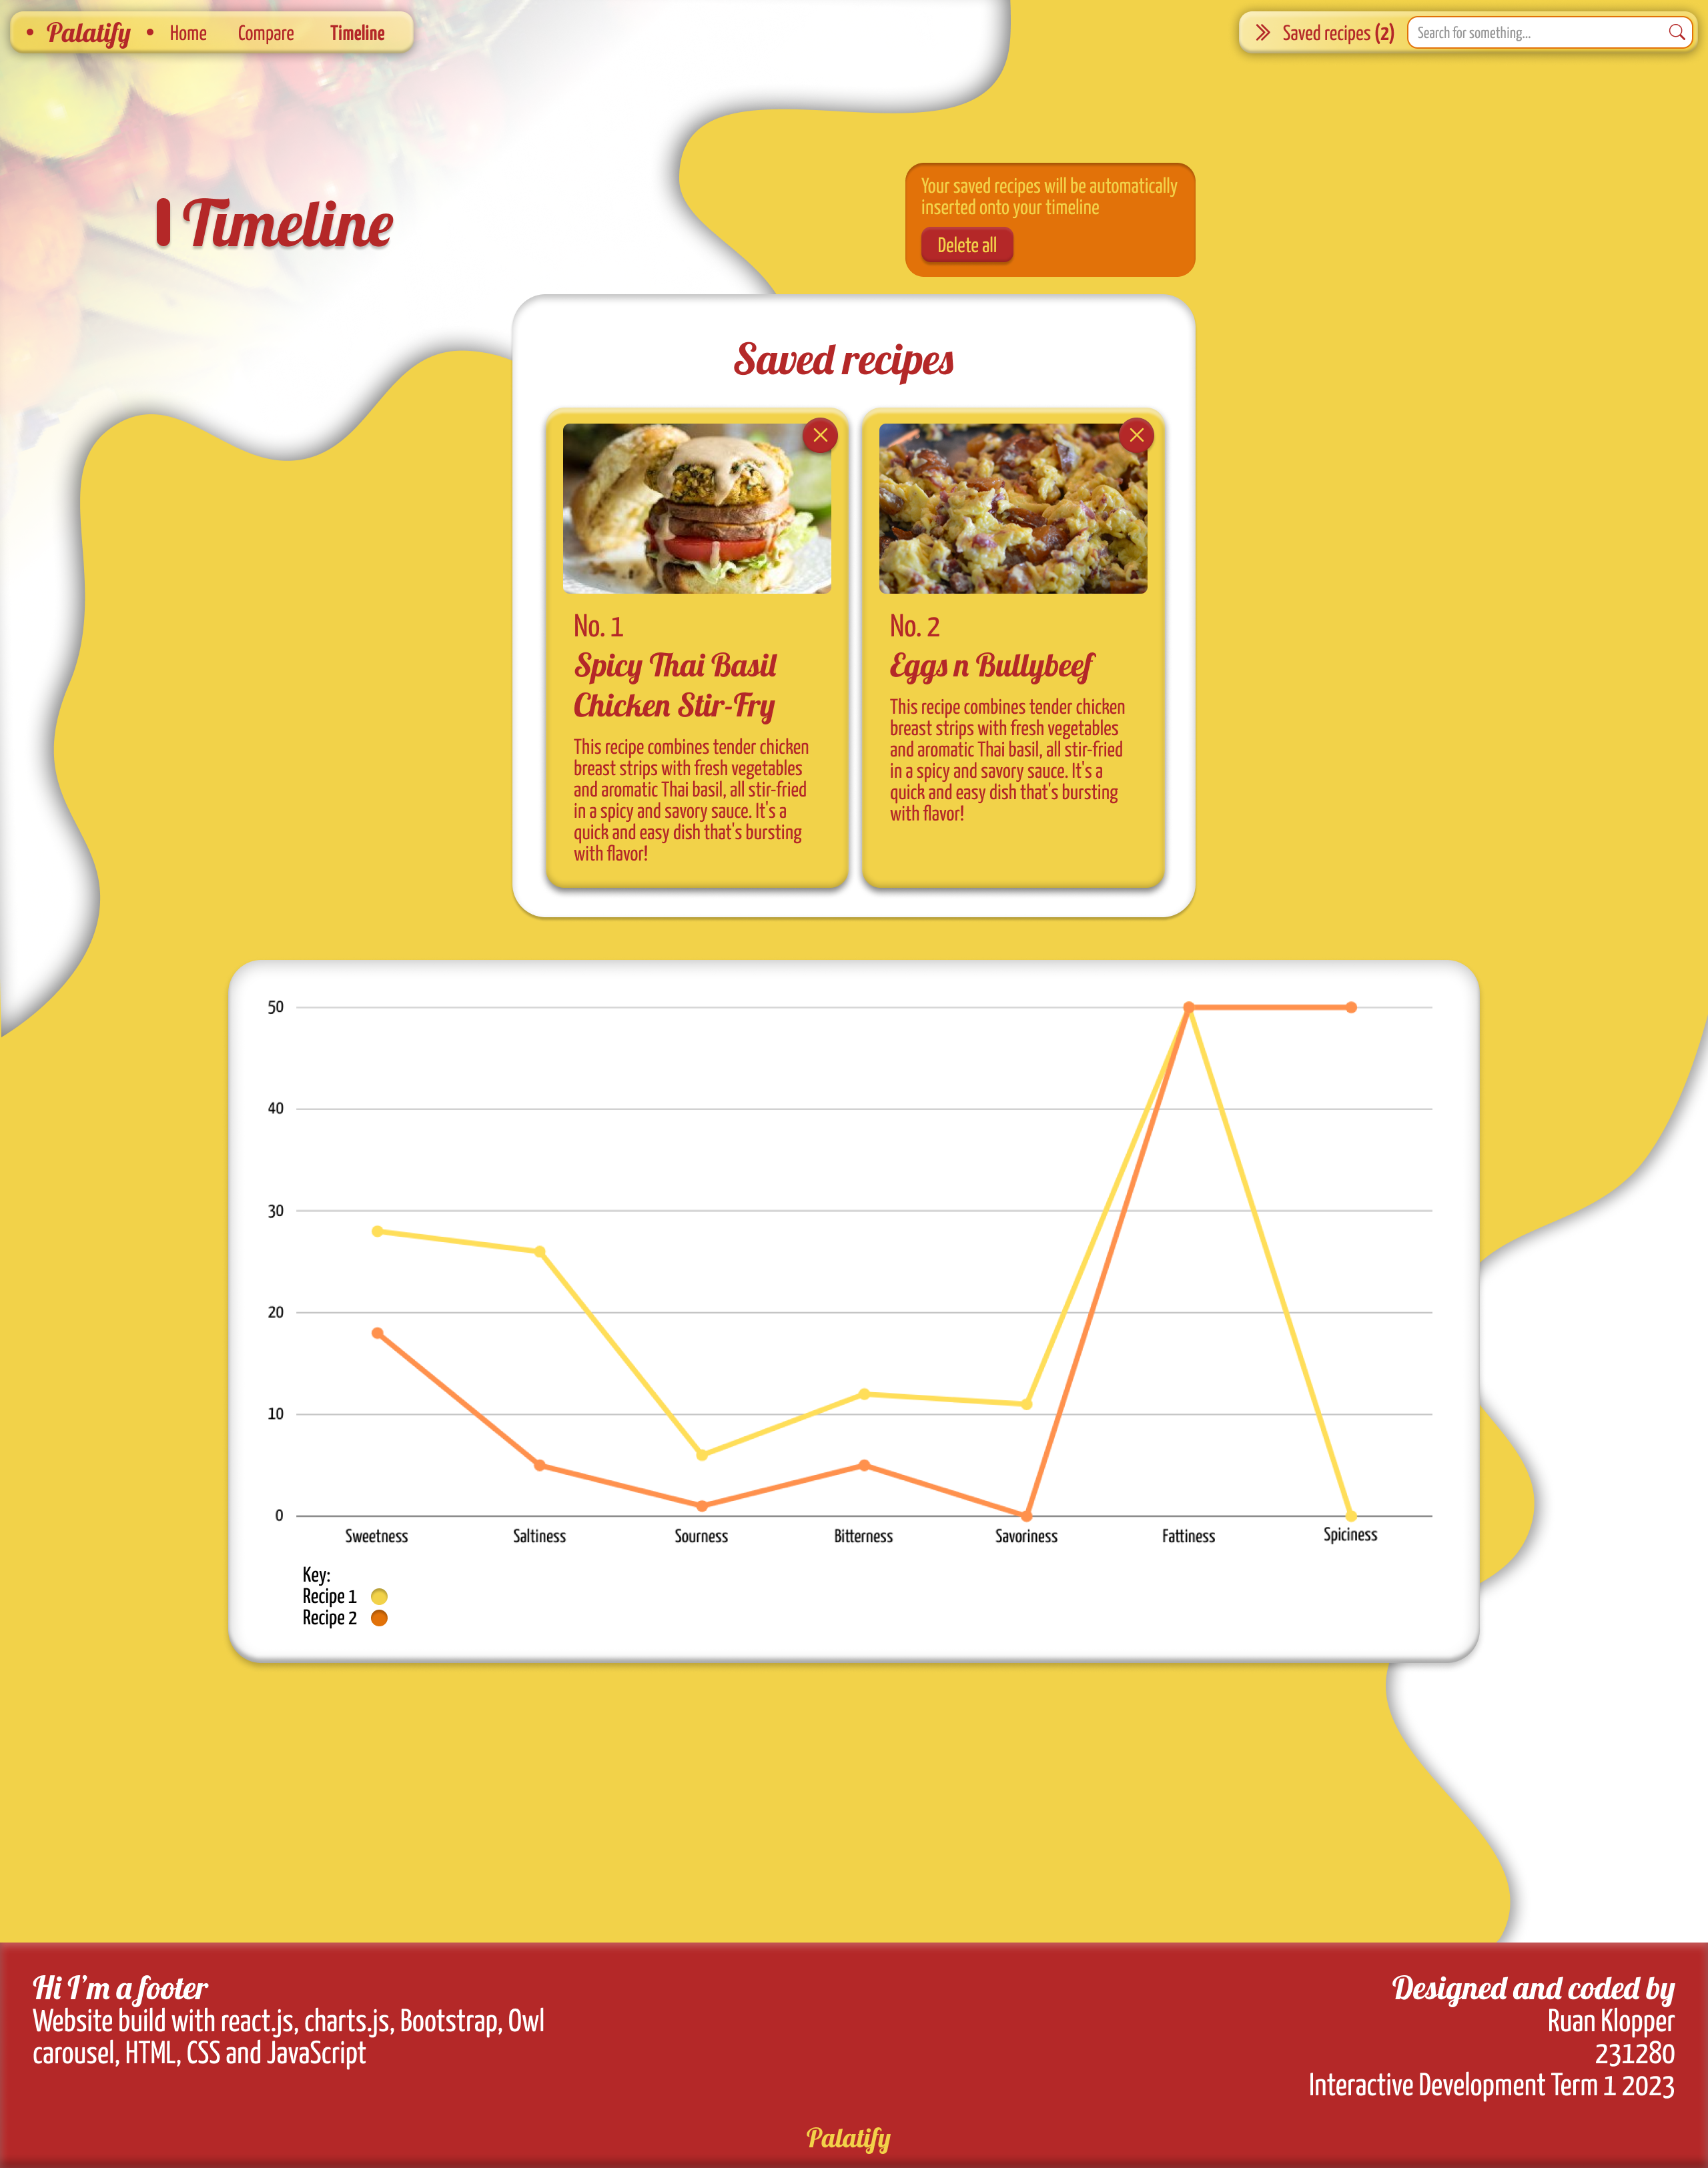 • Palatify • Home Compare Timeline
Saved recipes (2)
Search for something...
Timeline
Your saved recipes will be automatically
inserted onto your timeline
Delete all
Saved recipes
No. 1
Spicy Thai Basil
Chicken Stir-Fry
This recipe combines tender chicken
breast strips with fresh vegetables
and aromatic Thai basil, all stir-fried
in a spicy and savory sauce. It's a
quick and easy dish that's bursting
with flavor!
No. 2
Eggs n Bullybeef
This recipe combines tender chicken
breast strips with fresh vegetables
and aromatic Thai basil, all stir-fried
in a spicy and savory sauce. It's a
quick and easy dish that's bursting
with flavor!
50
40
30
20
10
0
Sweetness Saltiness Sourness Bitterness Savoriness Fattiness Spiciness
Key:
Recipe 1
Recipe 2
Hi I'm a footer
Website build with react.js, charts.js, Bootstrap, Owl
carousel, HTML, CSS and JavaScript
Designed and coded by
Ruan Klopper
231280
Interactive Development Term 1 2023
Palatify